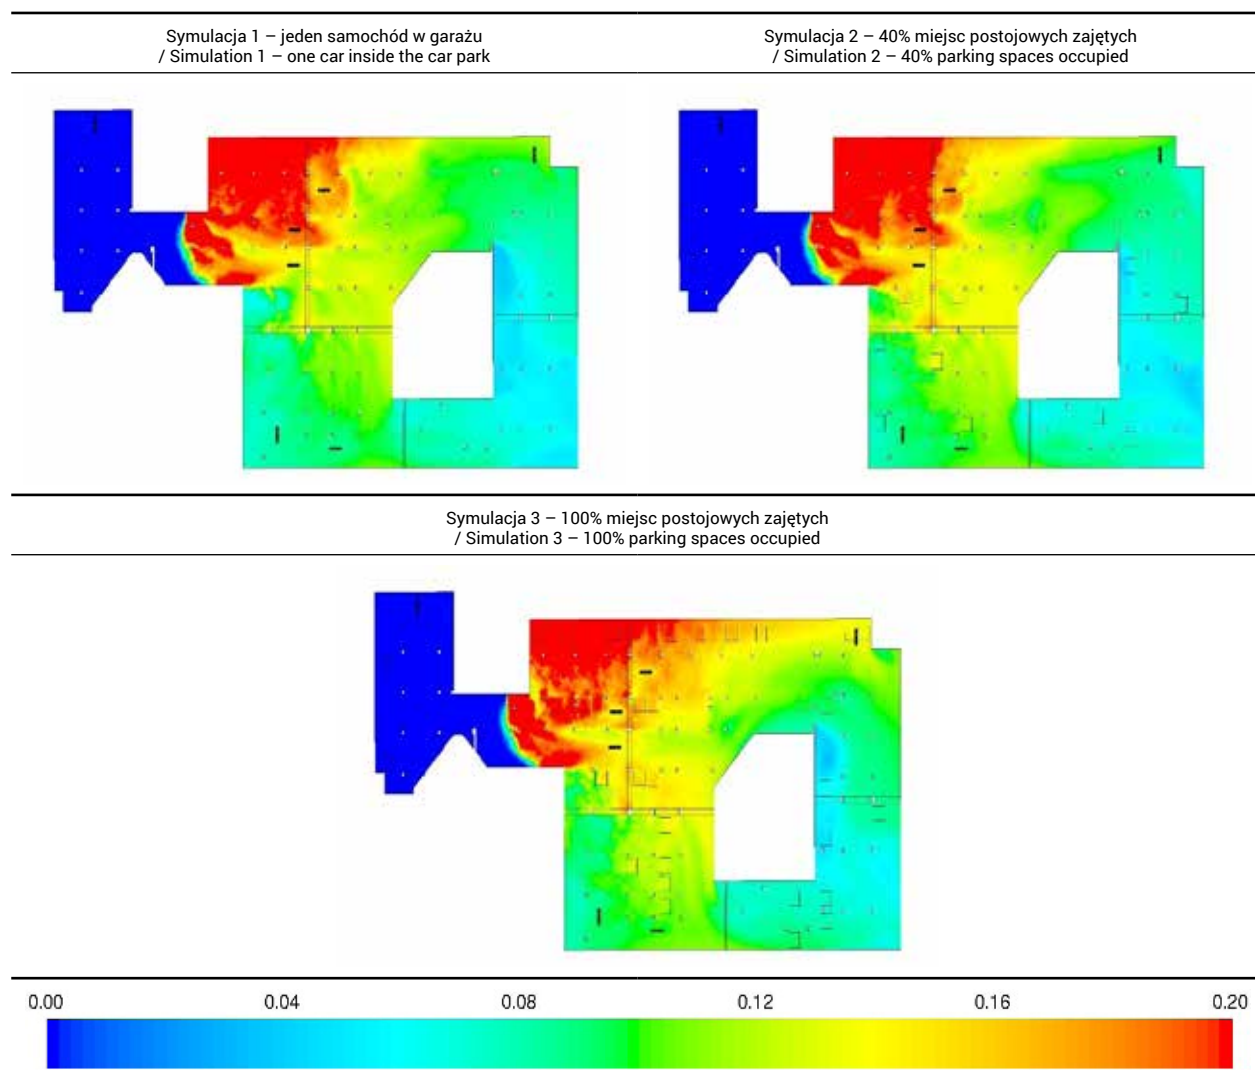 Symulacja 1 – jeden samochód w garażu
/ Simulation 1 – one car inside the car park
Symulacja 2 – 40% miejsc postojowych zajętych
/ Simulation 2 – 40% parking spaces occupied
Symulacja 3 – 100% miejsc postojowych zajętych
/ Simulation 3 – 100% parking spaces occupied
0.00 0.04 0.08 0.12 0.16 0.20